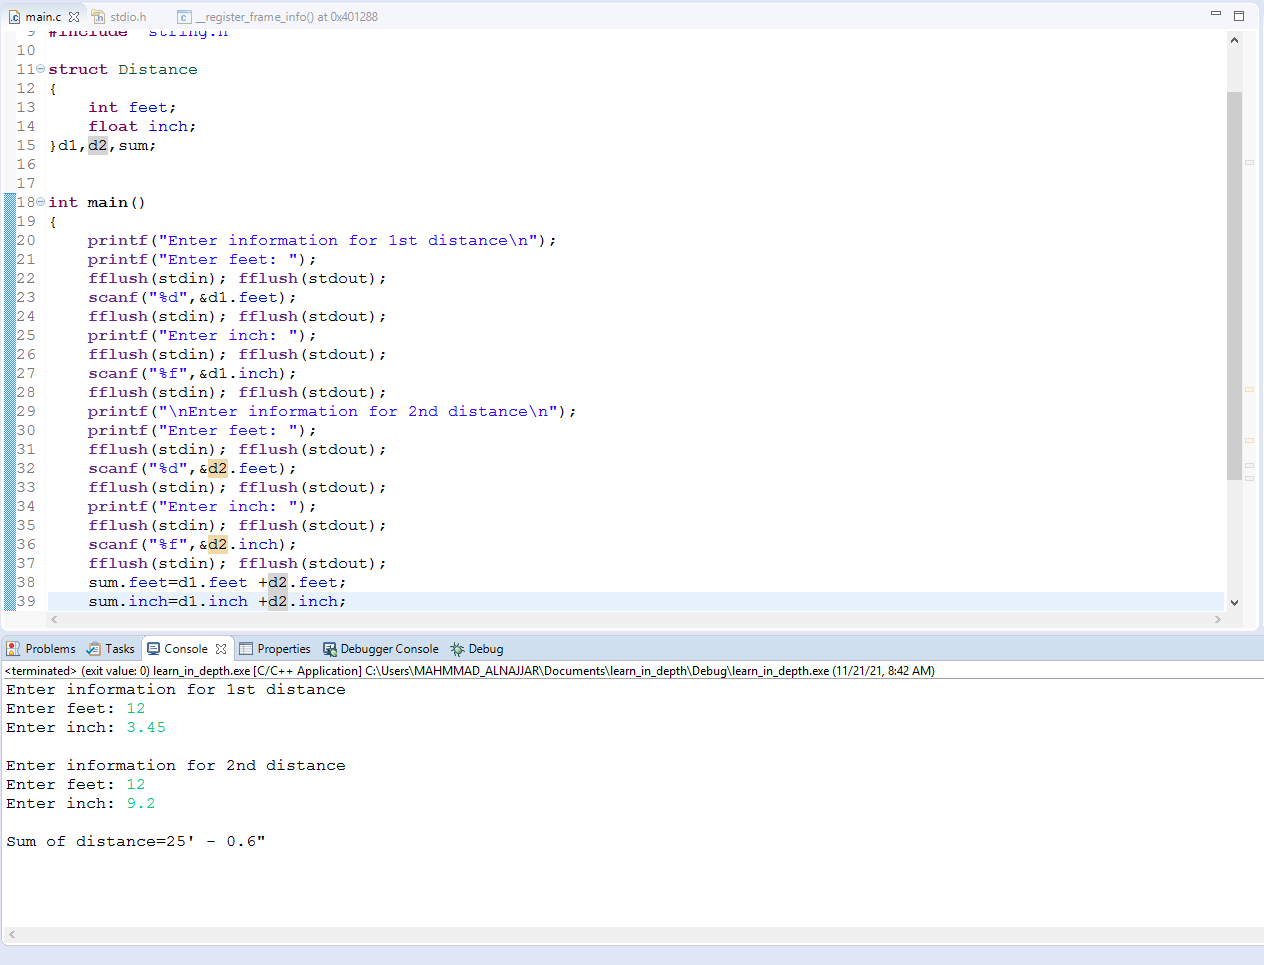 main.c stdio.h __register_frame_info() at 0x401288
9 #include "string.h"
10
11 struct Distance
12 {
13 int feet;
14 float inch;
15 }d1,d2,sum;
16
17
18 int main()
19 {
20 printf("Enter information for 1st distance\n");
21 printf("Enter feet: ");
22 fflush(stdin); fflush(stdout);
23 scanf("%d",&d1.feet);
24 fflush(stdin); fflush(stdout);
25 printf("Enter inch: ");
26 fflush(stdin); fflush(stdout);
27 scanf("%f",&d1.inch);
28 fflush(stdin); fflush(stdout);
29 printf("\nEnter information for 2nd distance\n");
30 printf("Enter feet: ");
31 fflush(stdin); fflush(stdout);
32 scanf("%d",&d2.feet);
33 fflush(stdin); fflush(stdout);
34 printf("Enter inch: ");
35 fflush(stdin); fflush(stdout);
36 scanf("%f",&d2.inch);
37 fflush(stdin); fflush(stdout);
38 sum.feet=d1.feet +d2.feet;
39 sum.inch=d1.inch +d2.inch;
Problems Tasks Console Properties Debugger Console Debug
<terminated> (exit value: 0) learn_in_depth.exe [C/C++ Application] C:\Users\MAHMMAD_ALNAJJAR\Documents\learn_in_depth\Debug\learn_in_depth.exe (11/21/21, 8:42 AM)
Enter information for 1st distance
Enter feet: 12
Enter inch: 3.45
Enter information for 2nd distance
Enter feet: 12
Enter inch: 9.2
Sum of distance=25' - 0.6"